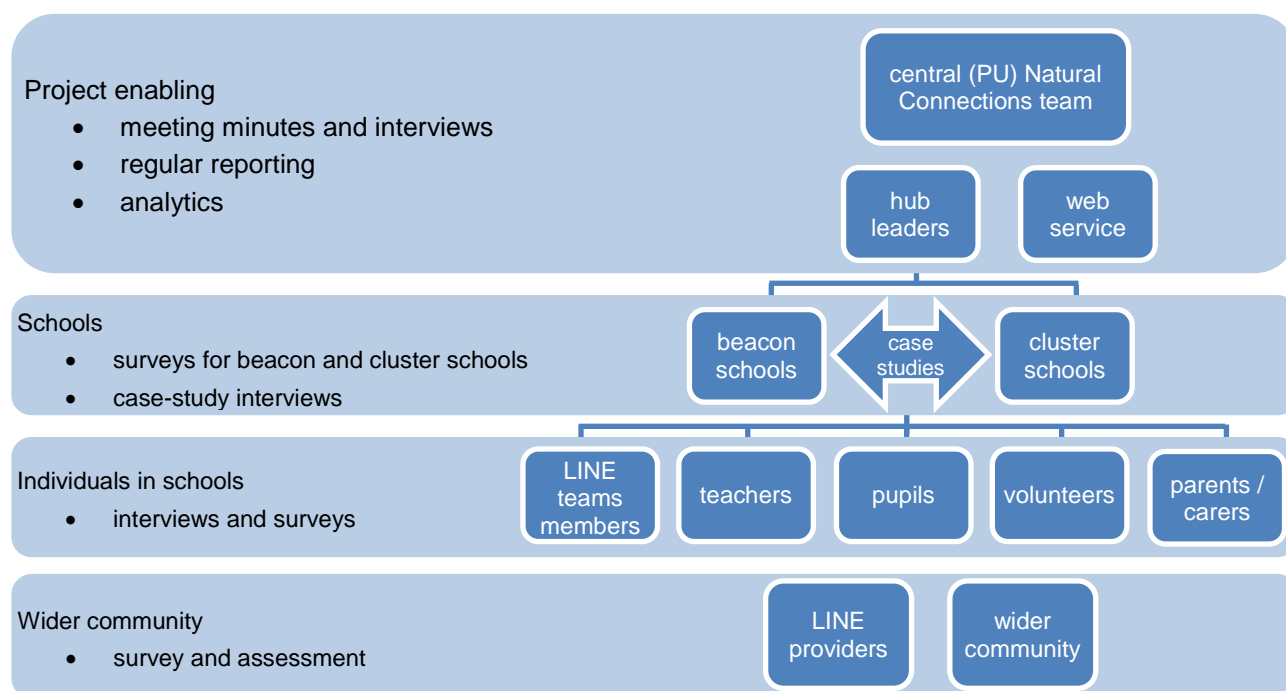 Project enabling
• meeting minutes and interviews
• regular reporting
• analytics
central (PU) Natural
Connections team
hub
leaders
web
service
Schools
• surveys for beacon and cluster schools
• case-study interviews
beacon
schools
case
studies
cluster
schools
Individuals in schools
• interviews and surveys
LINE
teams
members
teachers
pupils
volunteers
parents /
carers
Wider community
• survey and assessment
LINE
providers
wider
community